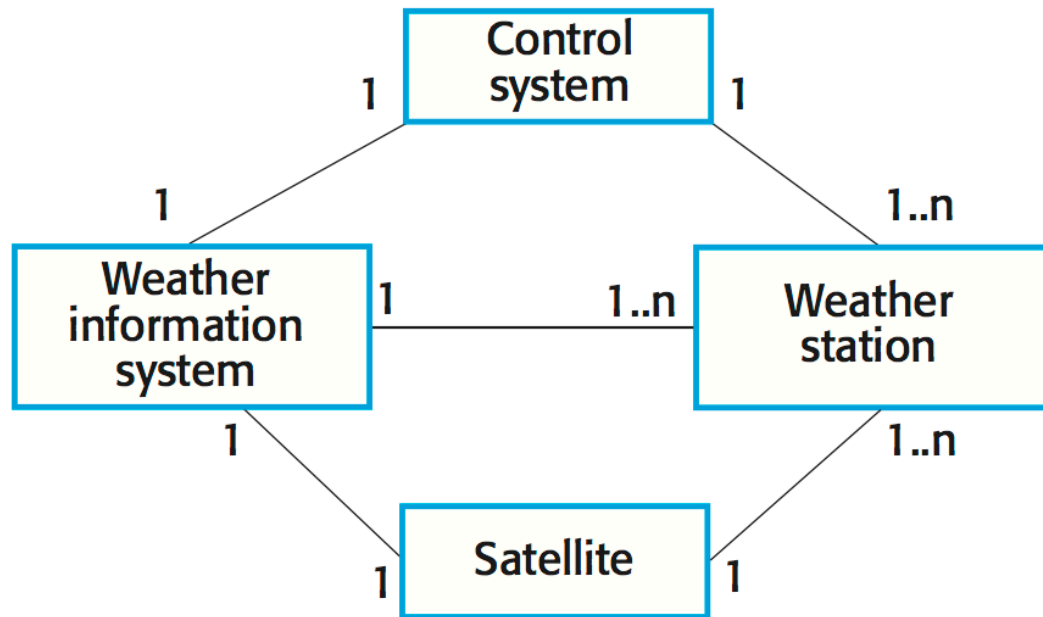 Control
system
1
1
1
1..n
Weather
information
system
1
1..n
Weather
station
1
1..n
Satellite
1
1